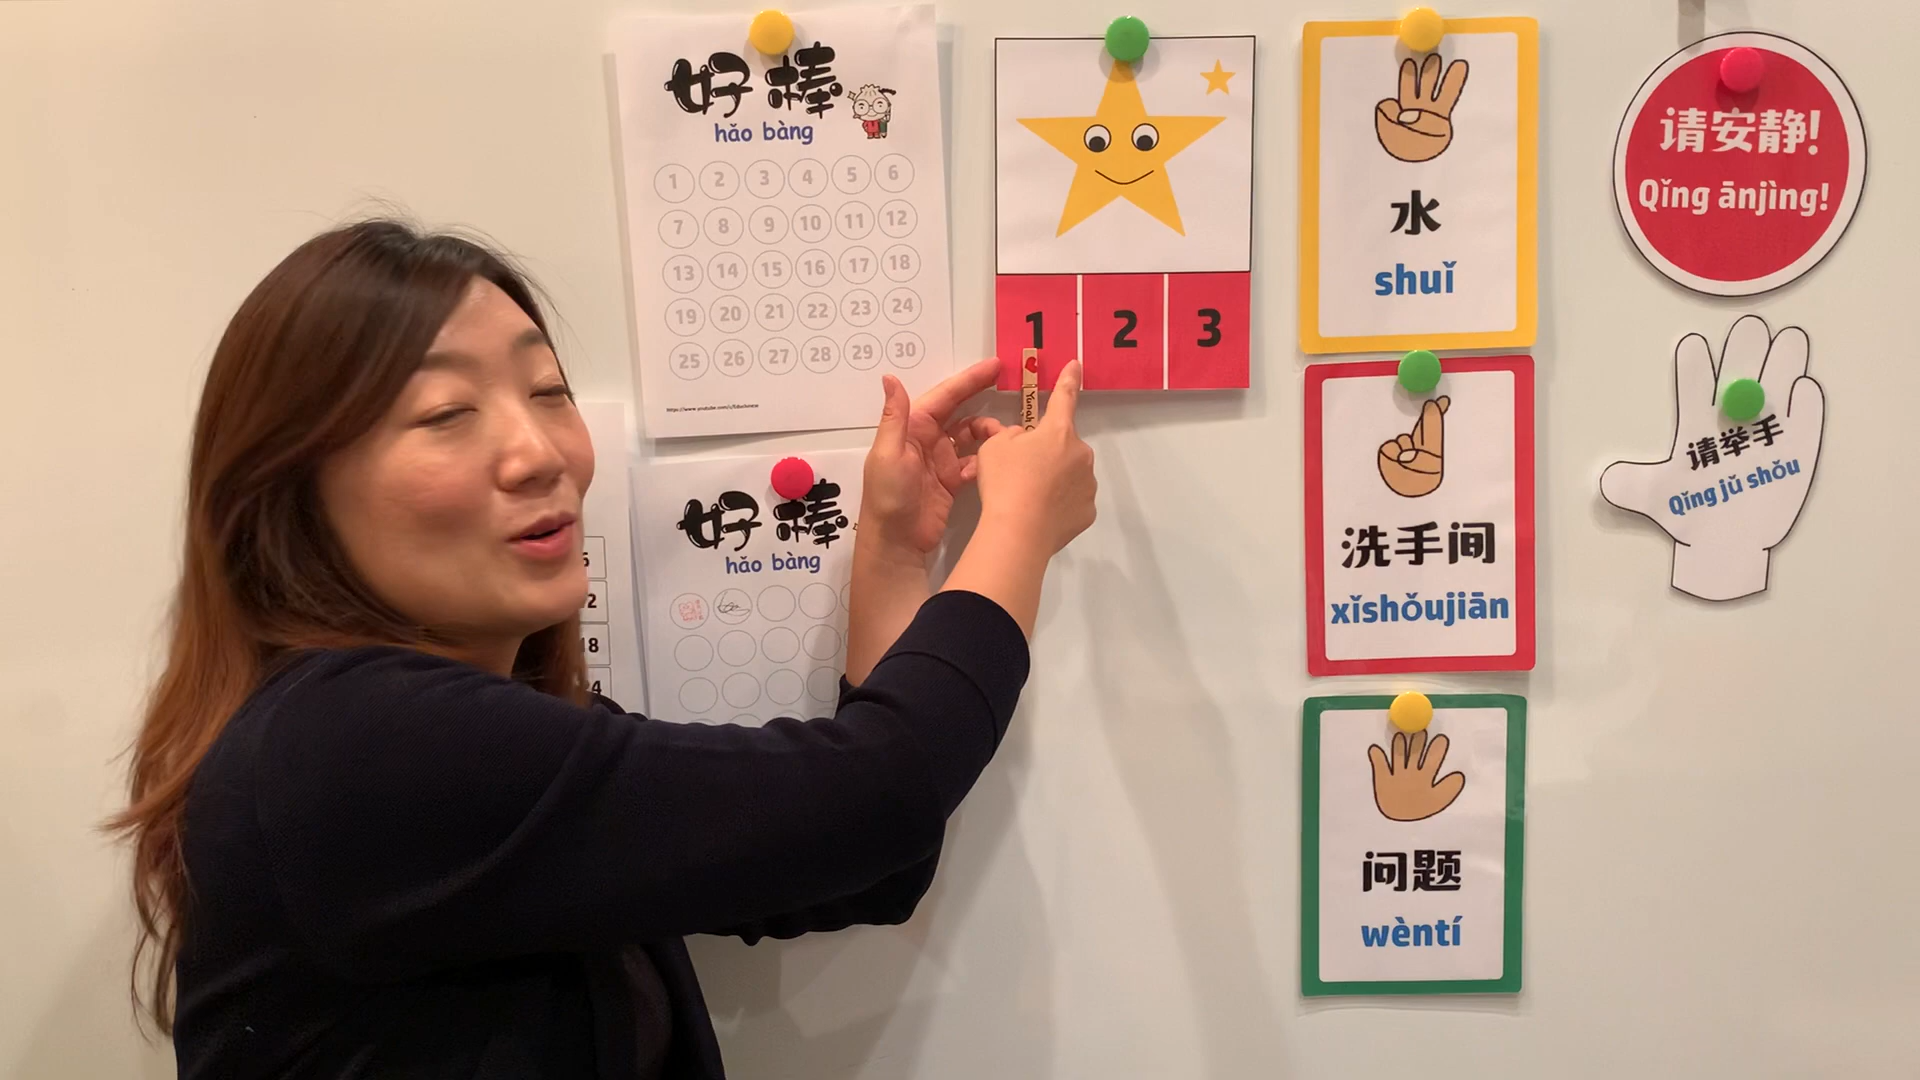 好棒
hǎo bàng
1 2 3 4 5 6
7 8 9 10 11 12
13 14 15 16 17 18
19 20 21 22 23 24
25 26 27 28 29 30
好棒
hǎo bàng
1 2 3
Yunah
水
shuǐ
洗手间
xǐshǒujiān
问题
wèntí
请安静!
Qǐng ānjìng!
请举手
Qǐng jǔ shǒu